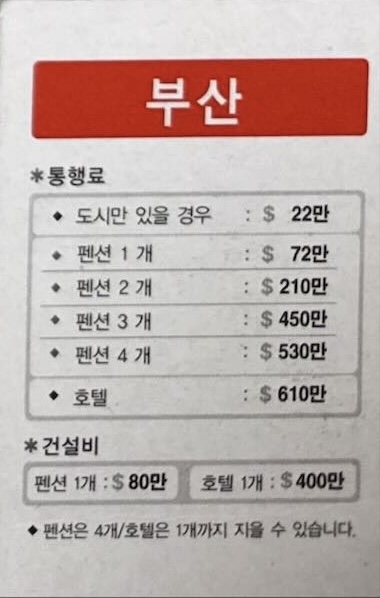 부산
*통행료
◆ 도시만 있을 경우 : $ 22만
◆ 펜션 1 개 : $ 72만
◆ 펜션 2 개 : $ 210만
◆ 펜션 3 개 : $ 450만
◆ 펜션 4 개 : $ 530만
◆ 호텔 : $ 610만
*건설비
펜션 1개 : $ 80만 호텔 1개 : $ 400만
◆ 펜션은 4개/호텔은 1개까지 지을 수 있습니다.